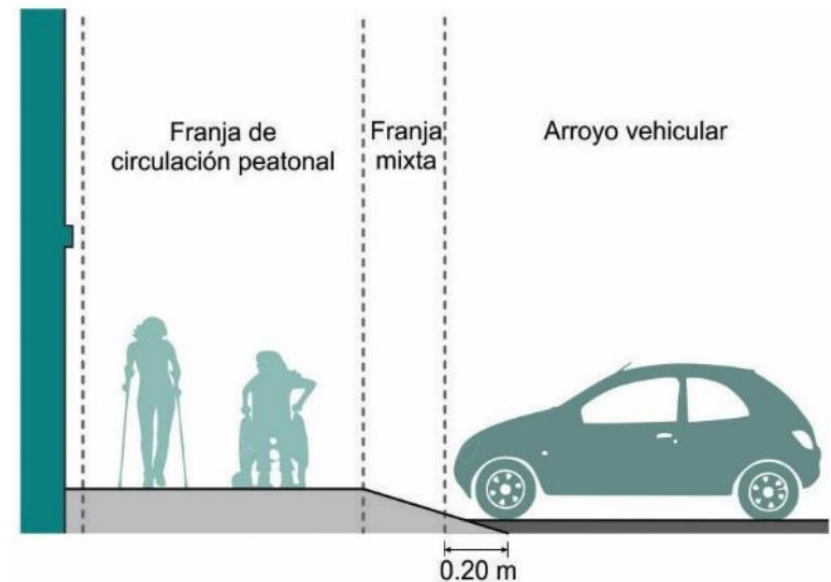 Franja de
circulación peatonal
Franja
mixta
Arroyo vehicular
0.20 m